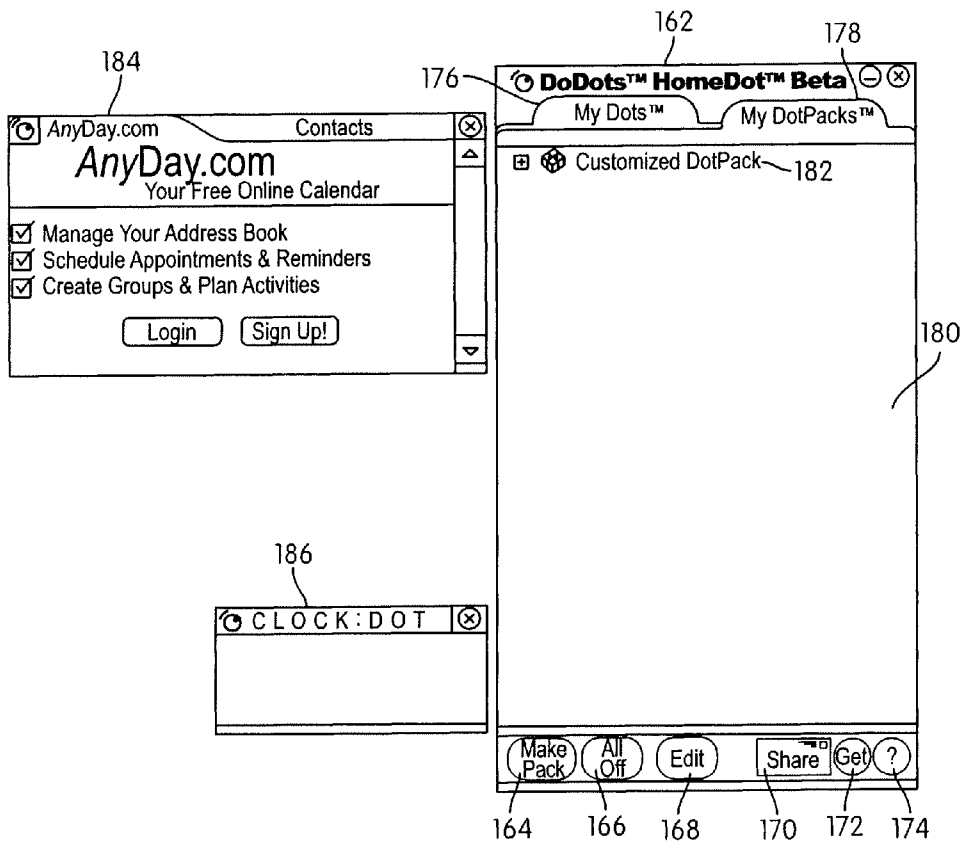 184
AnyDay.com Contacts
AnyDay.com
Your Free Online Calendar
Manage Your Address Book
Schedule Appointments & Reminders
Create Groups & Plan Activities
Login Sign Up!
186
CLOCK:DOT
162
176 178
DoDots™ HomeDot™ Beta
My Dots™ My DotPacks™
Customized DotPack 182
180
Make Pack All Off Edit Share Get ?
164 166 168 170 172 174